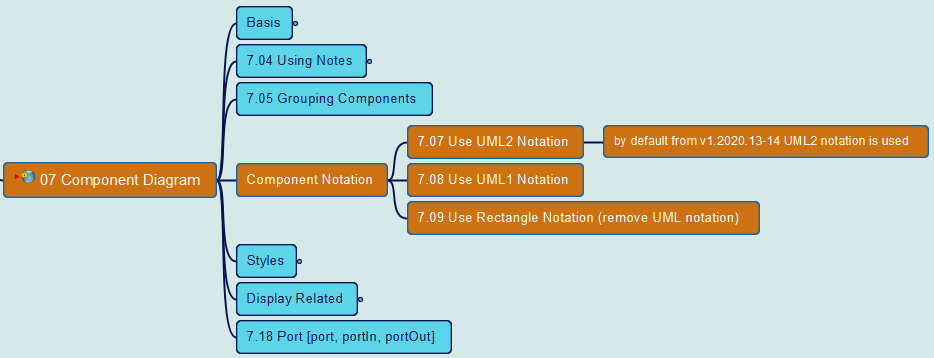 Basis
7.04 Using Notes
7.05 Grouping Components
07 Component Diagram
Component Notation
7.07 Use UML2 Notation
by default from v1.2020.13-14 UML2 notation is used
7.08 Use UML1 Notation
7.09 Use Rectangle Notation (remove UML notation)
Styles
Display Related
7.18 Port [port, portIn, portOut]